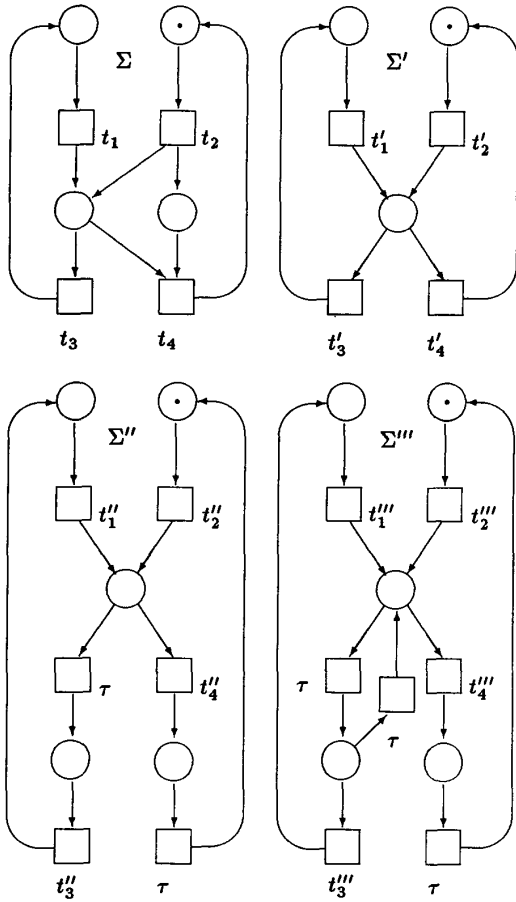 Σ Σ′
t₁ t₂ t′₁ t′₂
t₃ t₄ t′₃ t′₄
Σ″ Σ‴
t″₁ t″₂ t‴₁ t‴₂
τ t″₄ τ t‴₄
τ
t″₃ τ t‴₃ τ